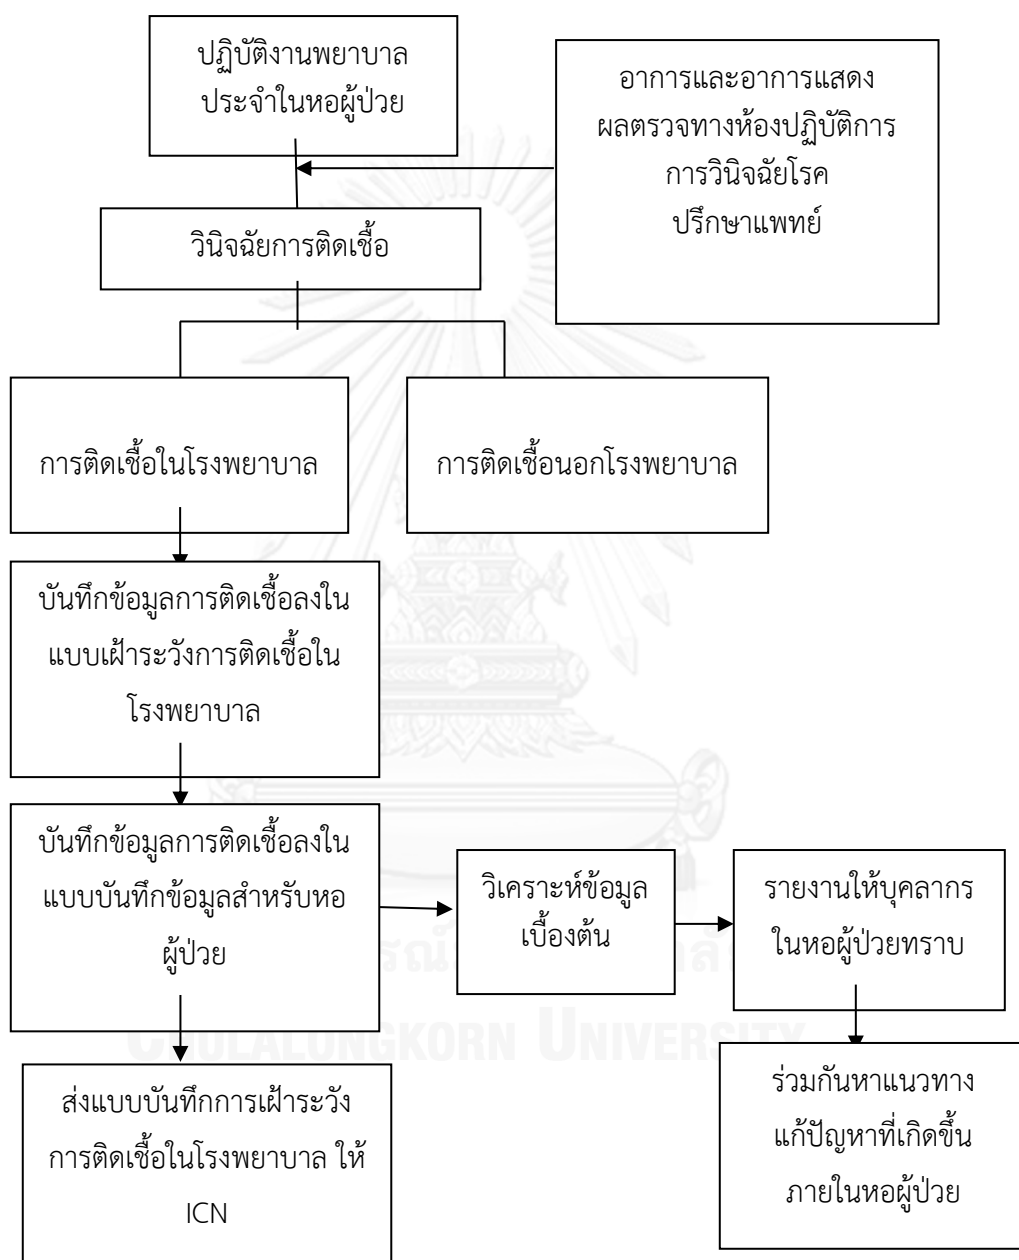 ปฏิบัติงานพยาบาล
ประจำในหอผู้ป่วย
อาการและอาการแสดง
ผลตรวจทางห้องปฏิบัติการ
การวินิจฉัยโรค
ปรึกษาแพทย์
วินิจฉัยการติดเชื้อ
การติดเชื้อในโรงพยาบาล
การติดเชื้อนอกโรงพยาบาล
บันทึกข้อมูลการติดเชื้อลงใน
แบบเฝ้าระวังการติดเชื้อใน
โรงพยาบาล
บันทึกข้อมูลการติดเชื้อลงใน
แบบบันทึกข้อมูลสำหรับหอ
ผู้ป่วย
วิเคราะห์ข้อมูล
เบื้องต้น
รายงานให้บุคลากร
ในหอผู้ป่วยทราบ
ส่งแบบบันทึกการเฝ้าระวัง
การติดเชื้อในโรงพยาบาล ให้
ICN
ร่วมกันหาแนวทาง
แก้ปัญหาที่เกิดขึ้น
ภายในหอผู้ป่วย
CHULALONGKORN UNIVERSITY